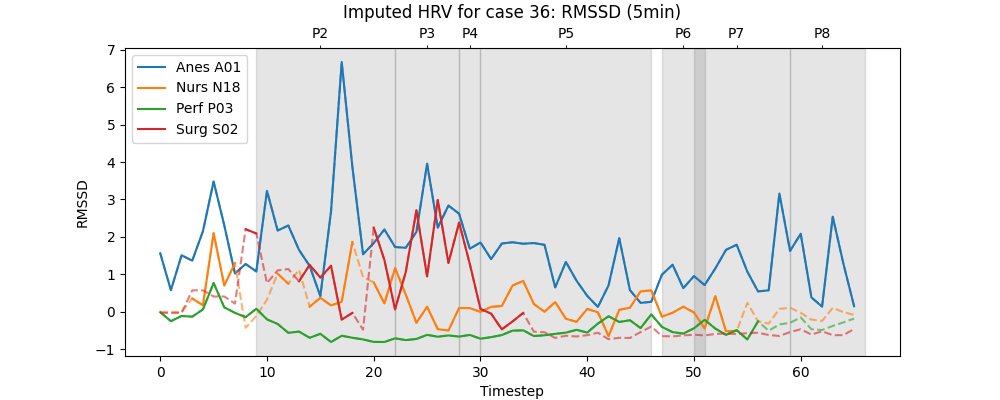 Imputed HRV for case 36: RMSSD (5min)
P2 P3 P4 P5 P6 P7 P8
Anes A01
Nurs N18
Perf P03
Surg S02
RMSSD
7
6
5
4
3
2
1
0
−1
0 10 20 30 40 50 60
Timestep